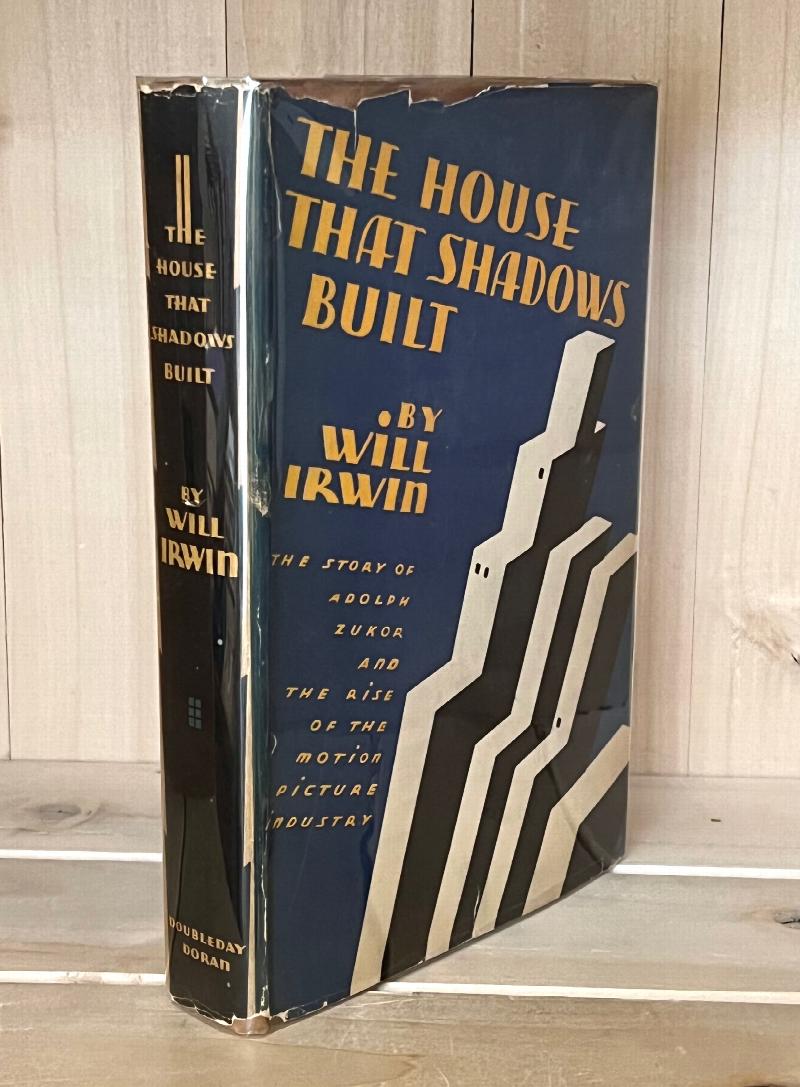 THE
HOUSE
THAT
SHADOWS
BUILT
BY
WILL
IRWIN
DOUBLEDAY
DORAN
THE HOUSE
THAT SHADOWS
BUILT
BY
WILL
IRWIN
THE STORY OF
ADOLPH
ZUKOR
AND
THE RISE
OF THE
MOTION
PICTURE
INDUSTRY